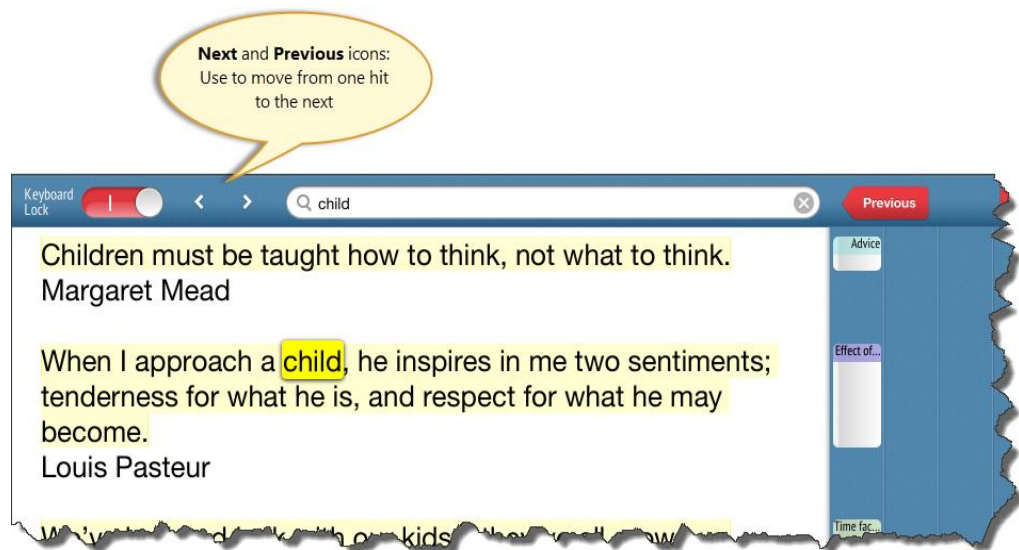 Next and Previous icons:
Use to move from one hit
to the next
Keyboard
Lock
child
Previous
Children must be taught how to think, not what to think.
Margaret Mead
When I approach a child, he inspires in me two sentiments;
tenderness for what he is, and respect for what he may
become.
Louis Pasteur
kids
Advice
Effect of...
Time fac...